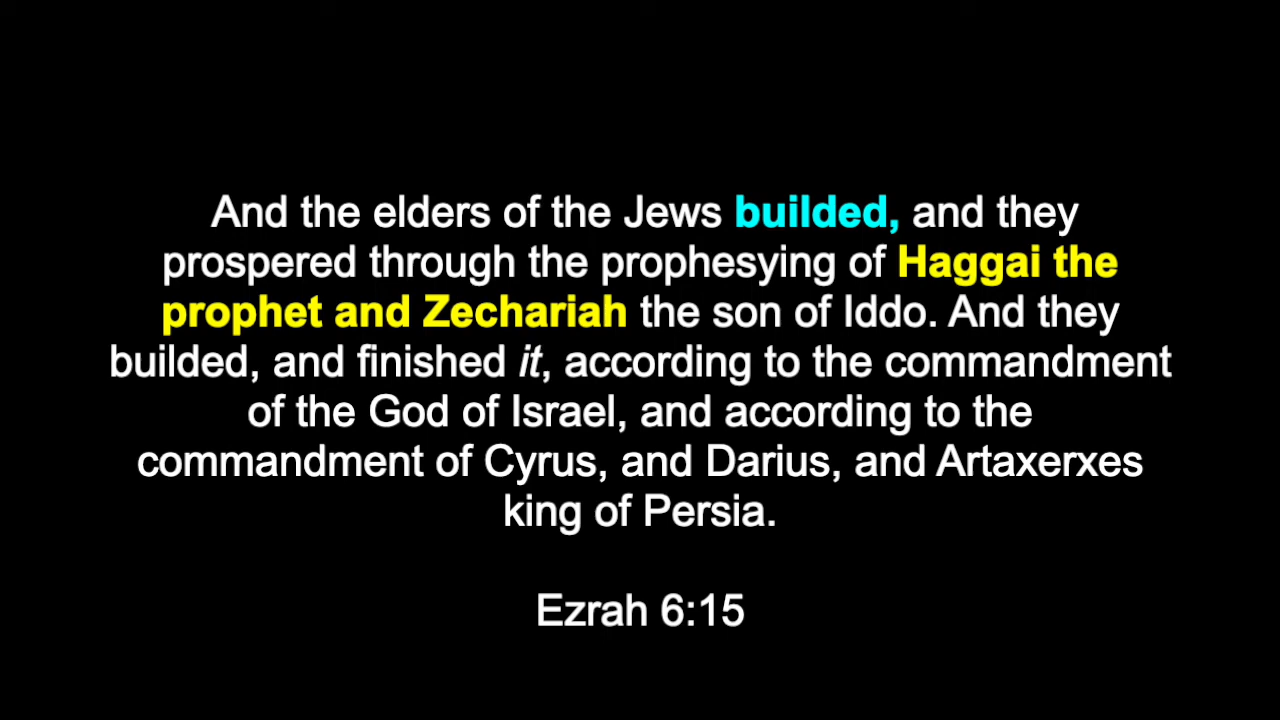 And the elders of the Jews builded, and they
prospered through the prophesying of Haggai the
prophet and Zechariah the son of Iddo. And they
builded, and finished it, according to the commandment
of the God of Israel, and according to the
commandment of Cyrus, and Darius, and Artaxerxes
king of Persia.
Ezrah 6:15